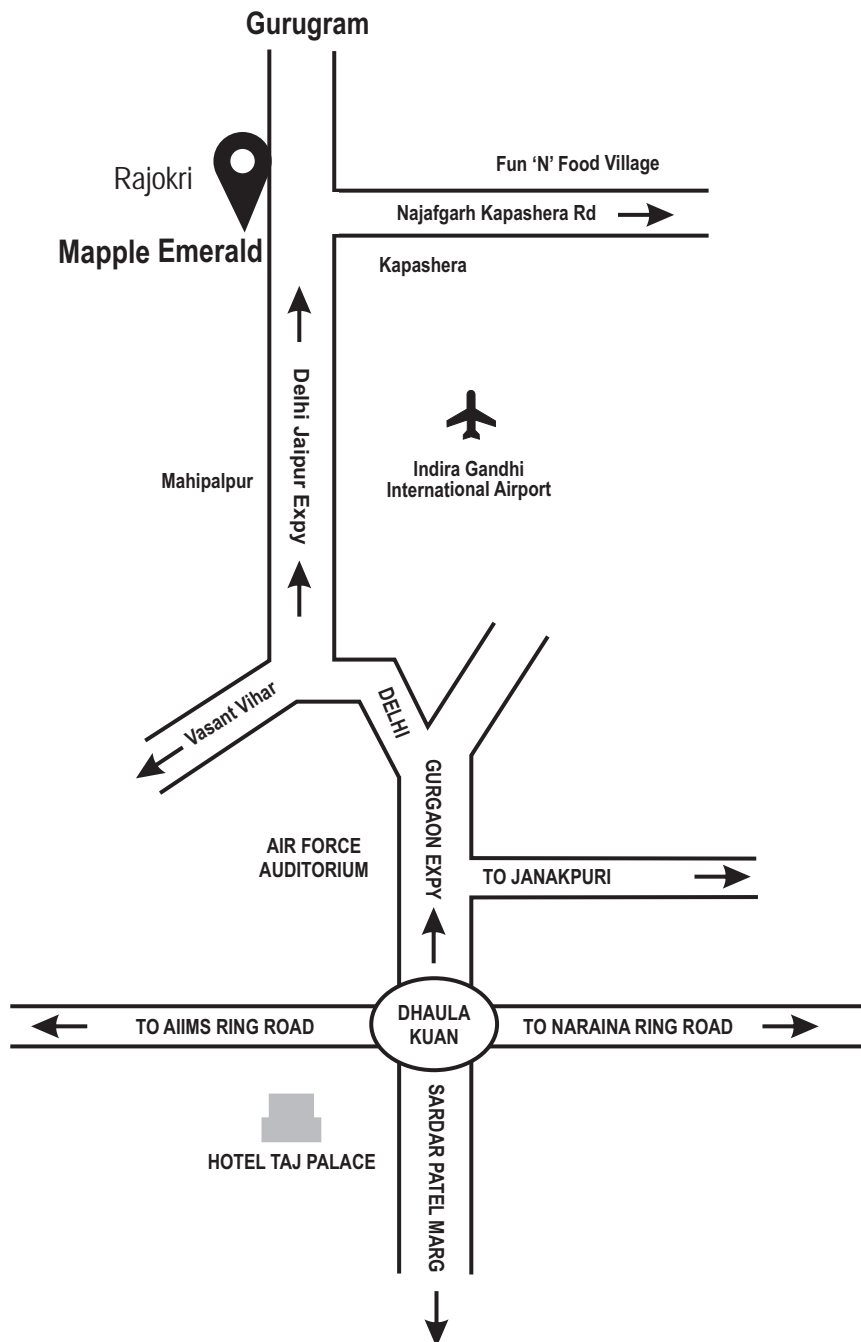 Gurugram
Fun ‘N’ Food Village
Rajokri
Najafgarh Kapashera Rd
Mapple Emerald
Kapashera
Delhi Jaipur Expy
Mahipalpur
Indira Gandhi
International Airport
Vasant Vihar
DELHI
GURGAON EXPY
AIR FORCE
AUDITORIUM
TO JANAKPURI
TO AIIMS RING ROAD
DHAULA
KUAN
TO NARAINA RING ROAD
HOTEL TAJ PALACE
SARDAR PATEL MARG